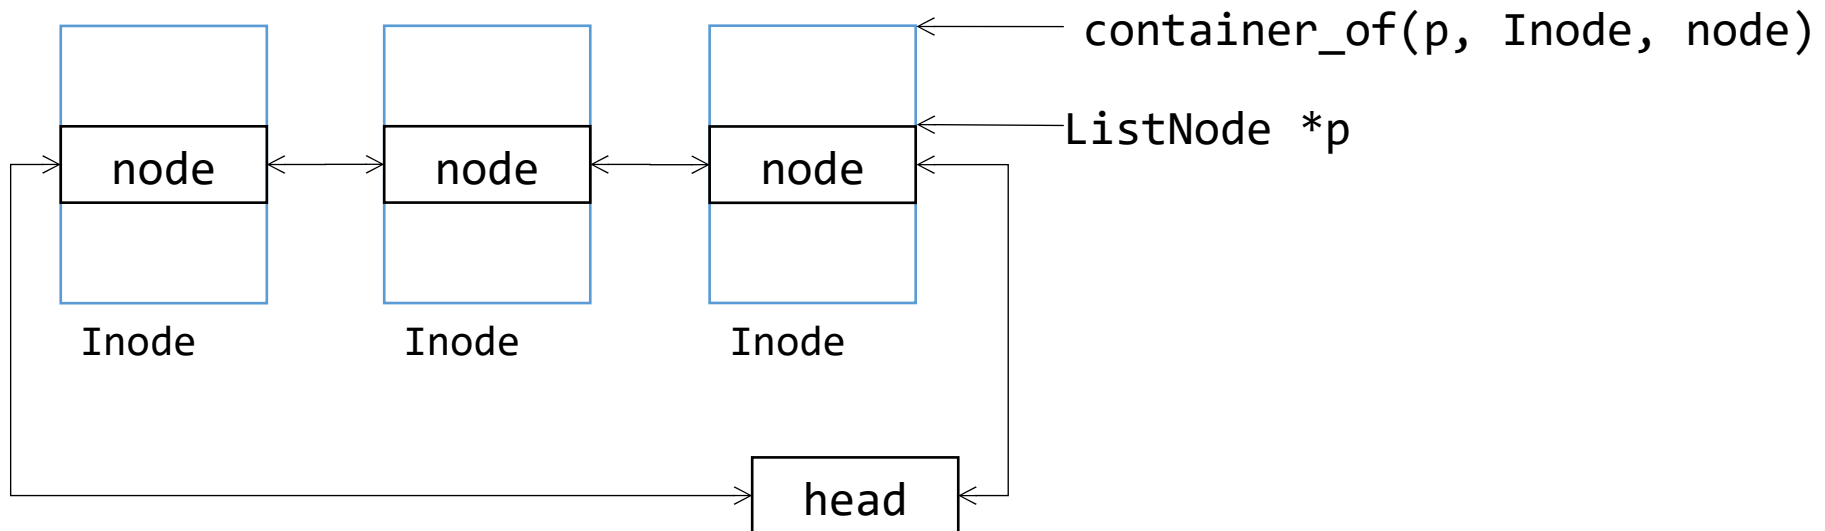 container_of(p, Inode, node)
ListNode *p
node
node
node
Inode
Inode
Inode
head